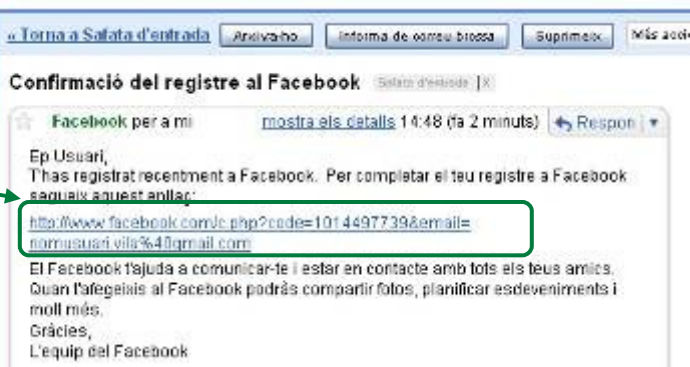 « Torna a Safata d'entrada Arxiva-ho Informa de correu brossa Suprimeix Más acci
Confirmació del registre al Facebook Safata d'entrada X
Facebook per a mi mostra els detalls 14:48 (fa 2 minuts) Respon
Ep Usuari,
T'has registrat recentment a Facebook. Per completar el teu registre a Facebook
segueix aquest enllaç:
http://www.facebook.com/c.php?code=1014497739&email=
nomusuari.vila%40gmail.com
El Facebook t'ajuda a comunicar-te i estar en contacte amb tots els teus amics.
Quan t'afegeixis al Facebook podràs compartir fotos, planificar esdeveniments i
molt més.
Gràcies,
L'equip del Facebook